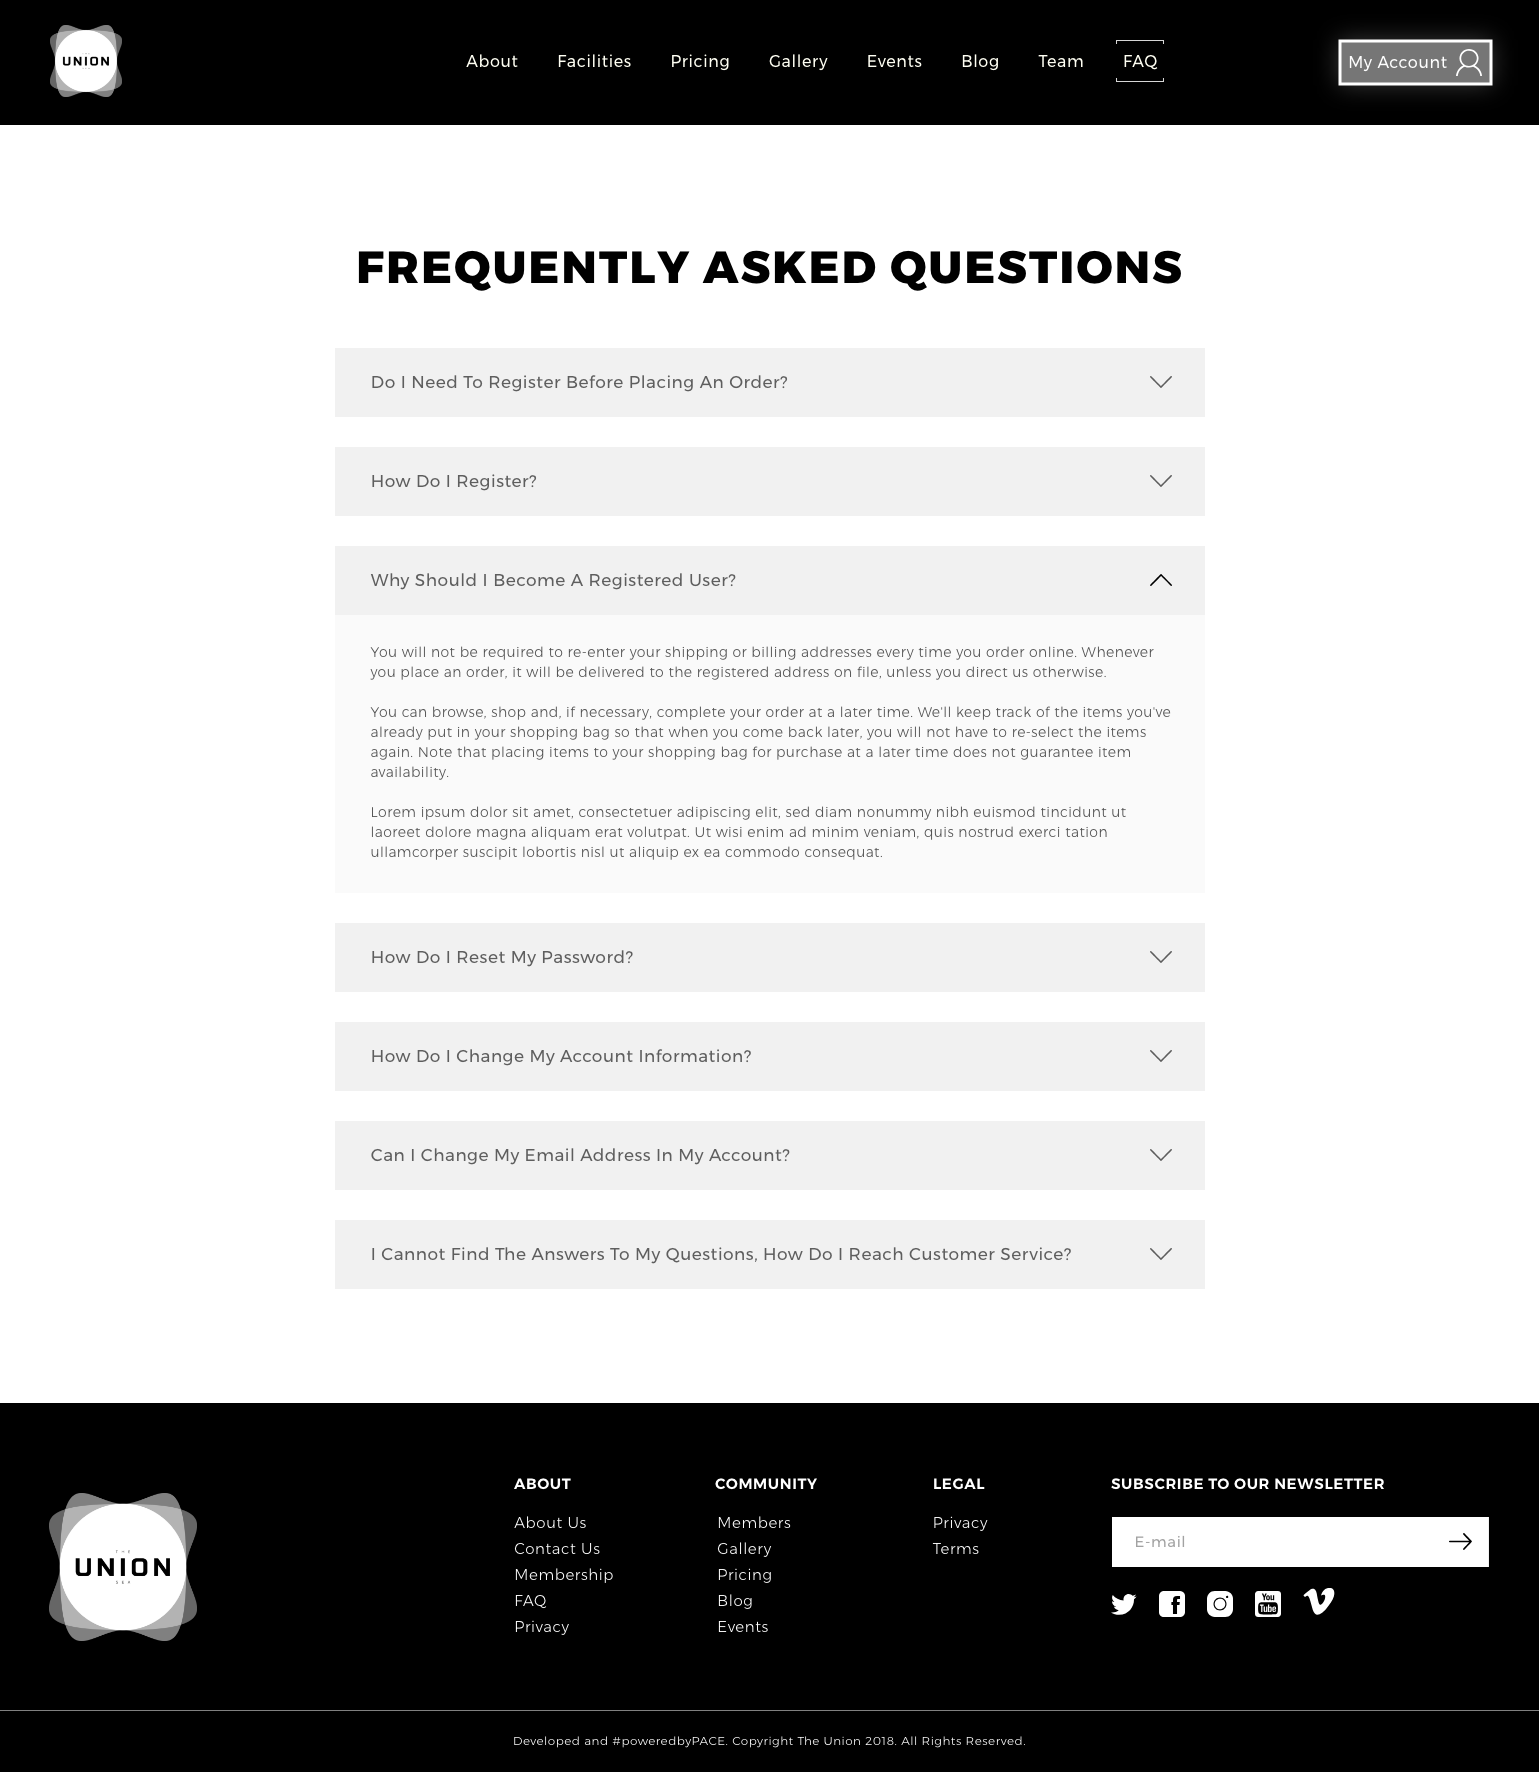 UNION
About Facilities Pricing Gallery Events Blog Team FAQ
My Account
FREQUENTLY ASKED QUESTIONS
Do I Need To Register Before Placing An Order?
How Do I Register?
Why Should I Become A Registered User?
You will not be required to re-enter your shipping or billing addresses every time you order online. Whenever
you place an order, it will be delivered to the registered address on file, unless you direct us otherwise.
You can browse, shop and, if necessary, complete your order at a later time. We'll keep track of the items you've
already put in your shopping bag so that when you come back later, you will not have to re-select the items
again. Note that placing items to your shopping bag for purchase at a later time does not guarantee item
availability.
Lorem ipsum dolor sit amet, consectetuer adipiscing elit, sed diam nonummy nibh euismod tincidunt ut
laoreet dolore magna aliquam erat volutpat. Ut wisi enim ad minim veniam, quis nostrud exerci tation
ullamcorper suscipit lobortis nisl ut aliquip ex ea commodo consequat.
How Do I Reset My Password?
How Do I Change My Account Information?
Can I Change My Email Address In My Account?
I Cannot Find The Answers To My Questions, How Do I Reach Customer Service?
THE
UNION
ABOUT
About Us
Contact Us
Membership
FAQ
Privacy
COMMUNITY
Members
Gallery
Pricing
Blog
Events
LEGAL
Privacy
Terms
SUBSCRIBE TO OUR NEWSLETTER
E-mail
You
Tube
Developed and #poweredbyPACE. Copyright The Union 2018. All Rights Reserved.